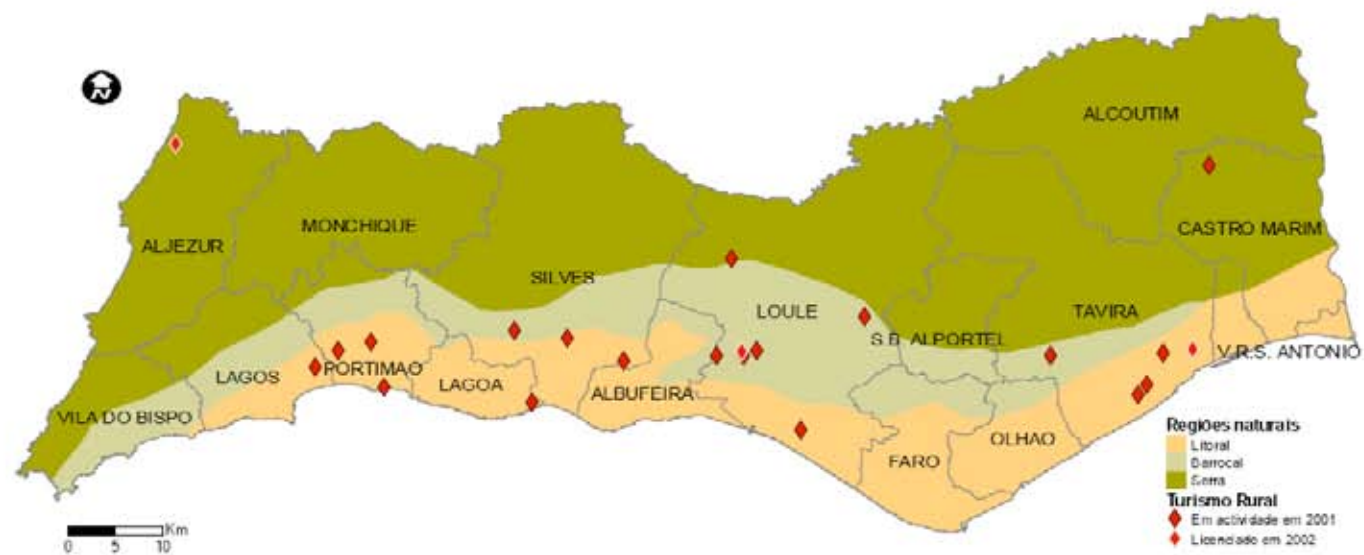 N
ALCOUTIM
CASTRO MARIM
MONCHIQUE
ALJEZUR
SILVES
LOULE
TAVIRA
S.B. ALPORTEL
V.R.S. ANTONIO
LAGOS
PORTIMAO
LAGOA
ALBUFEIRA
VILA DO BISPO
OLHAO
FARO
Regiões naturais
Litoral
Barrocal
Serra
Turismo Rural
Em actividade em 2001
Licenciado em 2002
Km
0 5 10